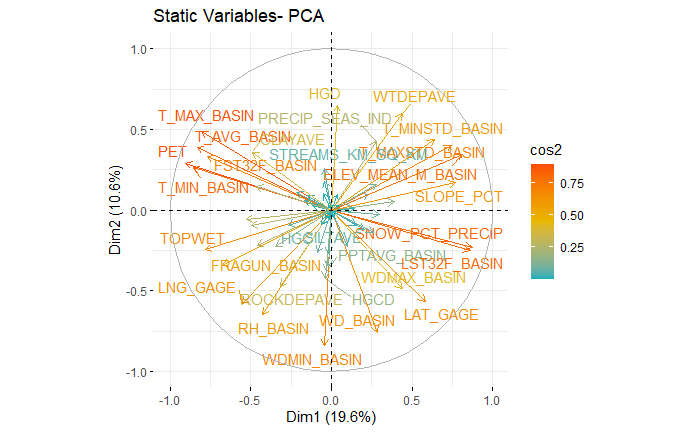 Static Variables- PCA
1.0
HGD
WTDEPAVE
T_MAX_BASIN
PRECIP_SEAS_IND
T_MINSTD_BASIN
0.5
T_AVG_BASIN
CLAYAVE
PET
STREAMS_KM_SQ_KM
T_MAXSTD_BASIN
FST32F_BASIN
ELEV_MEAN_M_BASIN
T_MIN_BASIN
SLOPE_PCT
0.0
TOPWET
HGC
SILTAVE
SNOW_PCT_PRECIP
PPTAVG_BASIN
FRAGUN_BASIN
LST32F_BASIN
WDMAX_BASIN
LNG_GAGE
-0.5
ROCKDEPAVE
HGCD
LAT_GAGE
RH_BASIN
WD_BASIN
WDMIN_BASIN
-1.0
-1.0
-0.5
0.0
0.5
1.0
Dim1 (19.6%)
Dim2 (10.6%)
cos2
0.75
0.50
0.25